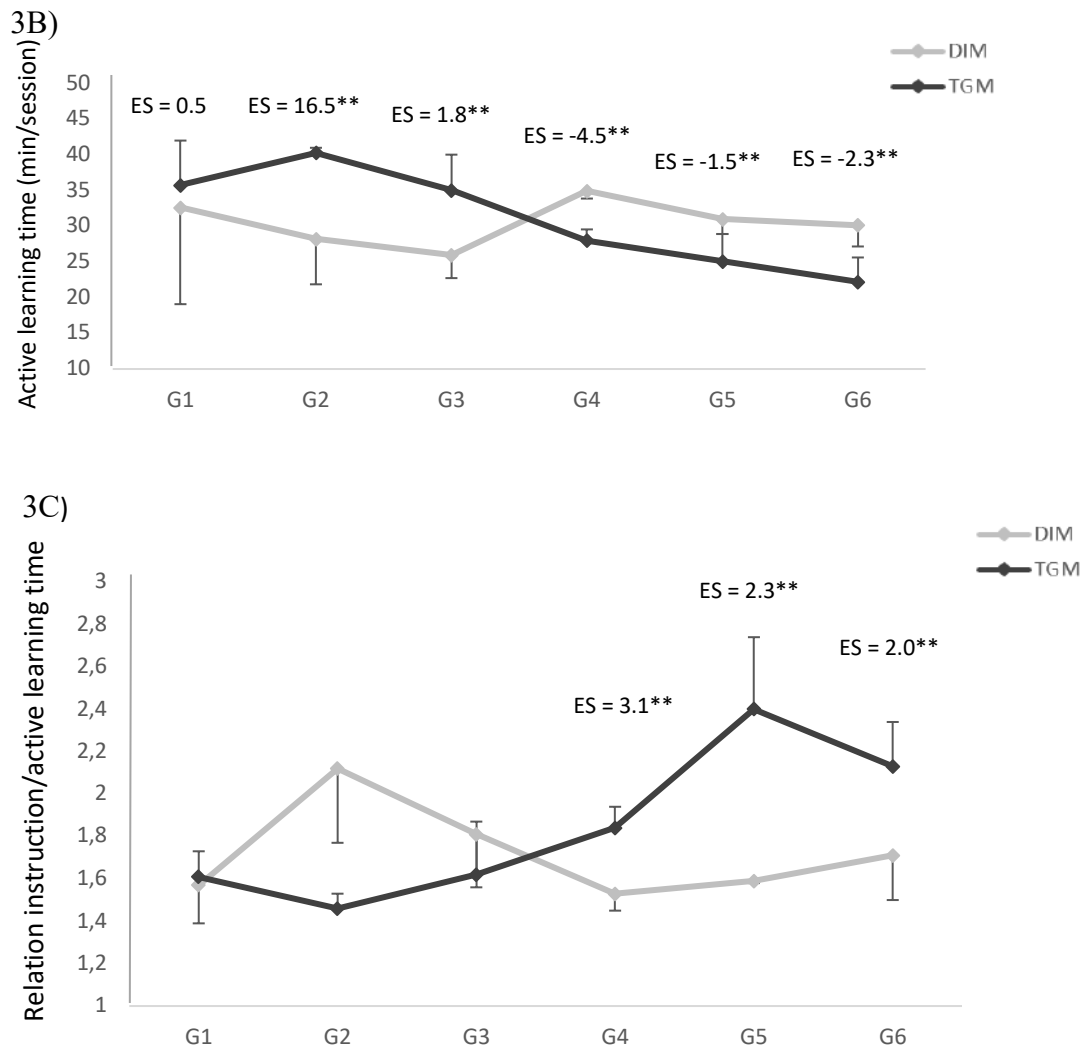 3B)
DIM
TGM
Active learning time (min/session)
50
45
40
35
30
25
20
15
10
ES = 0.5
ES = 16.5**
ES = 1.8**
ES = -4.5**
ES = -1.5**
ES = -2.3**
G1 G2 G3 G4 G5 G6
3C)
DIM
TGM
Relation instruction/active learning time
3
2,8
2,6
2,4
2,2
2
1,8
1,6
1,4
1,2
1
ES = 3.1**
ES = 2.3**
ES = 2.0**
G1 G2 G3 G4 G5 G6